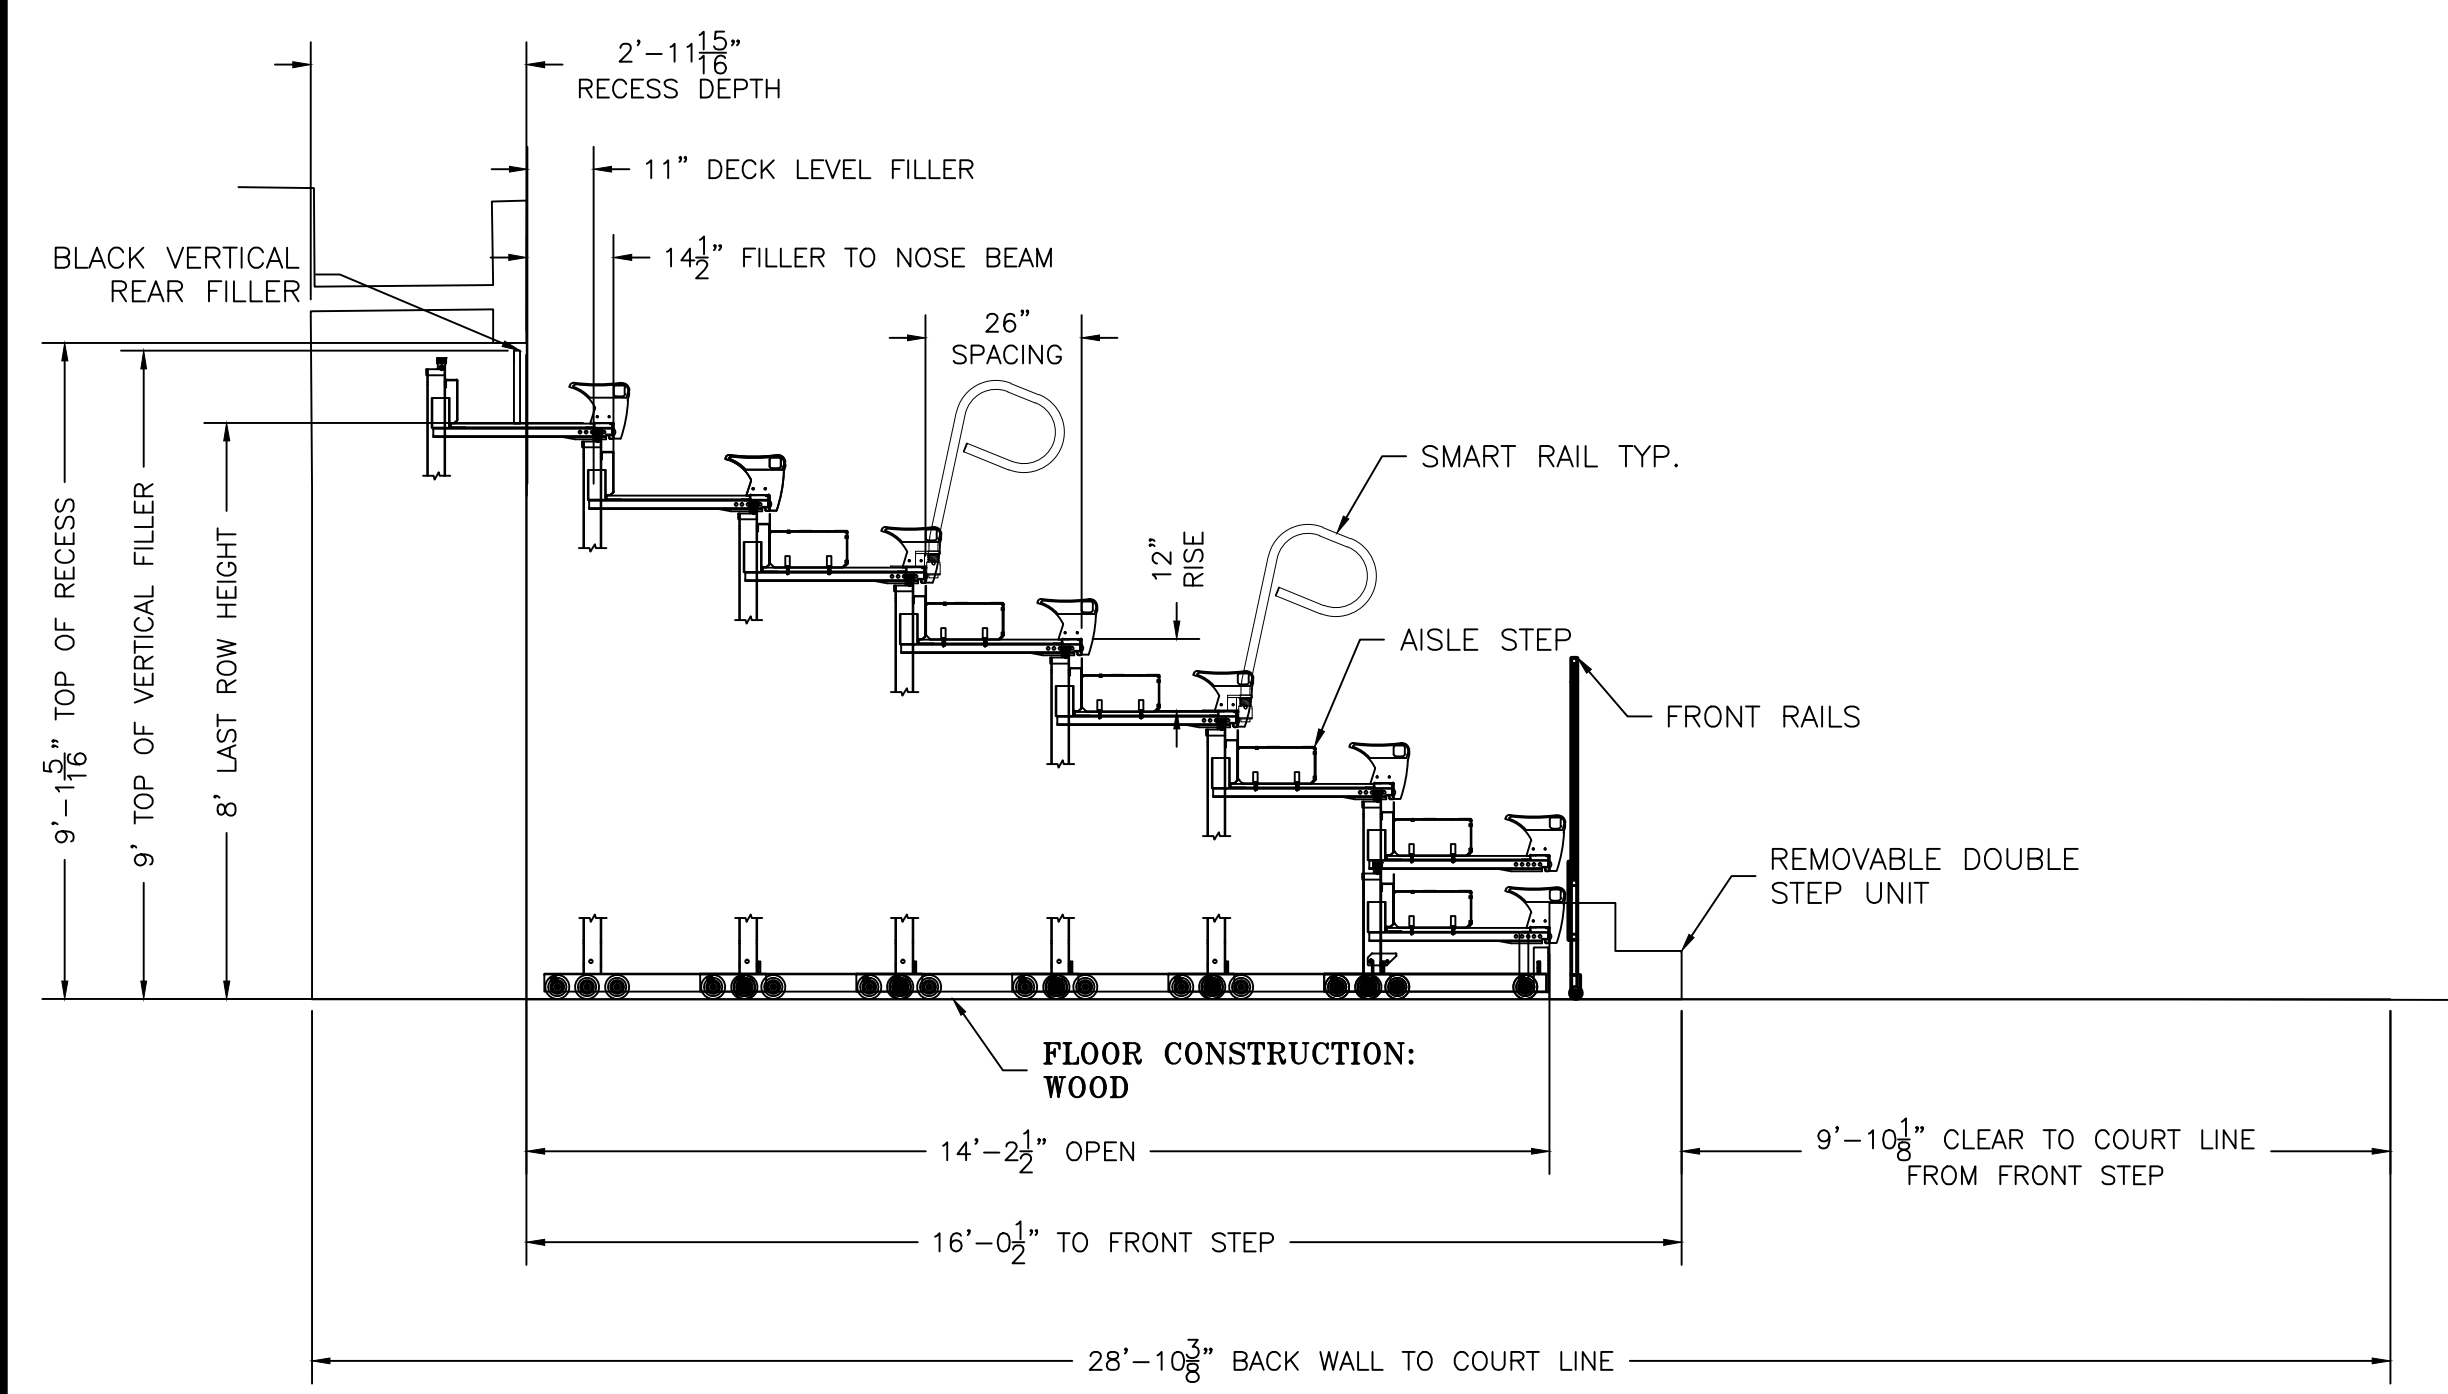 2'-11 15/16"
RECESS DEPTH
11" DECK LEVEL FILLER
14 1/2" FILLER TO NOSE BEAM
BLACK VERTICAL
REAR FILLER
26"
SPACING
SMART RAIL TYP.
12"
RISE
AISLE STEP
FRONT RAILS
9'-1 5/16" TOP OF RECESS
9' TOP OF VERTICAL FILLER
8' LAST ROW HEIGHT
REMOVABLE DOUBLE
STEP UNIT
FLOOR CONSTRUCTION:
WOOD
14'-2 1/2" OPEN
9'-10 1/8" CLEAR TO COURT LINE
FROM FRONT STEP
16'-0 1/2" TO FRONT STEP
28'-10 3/8" BACK WALL TO COURT LINE